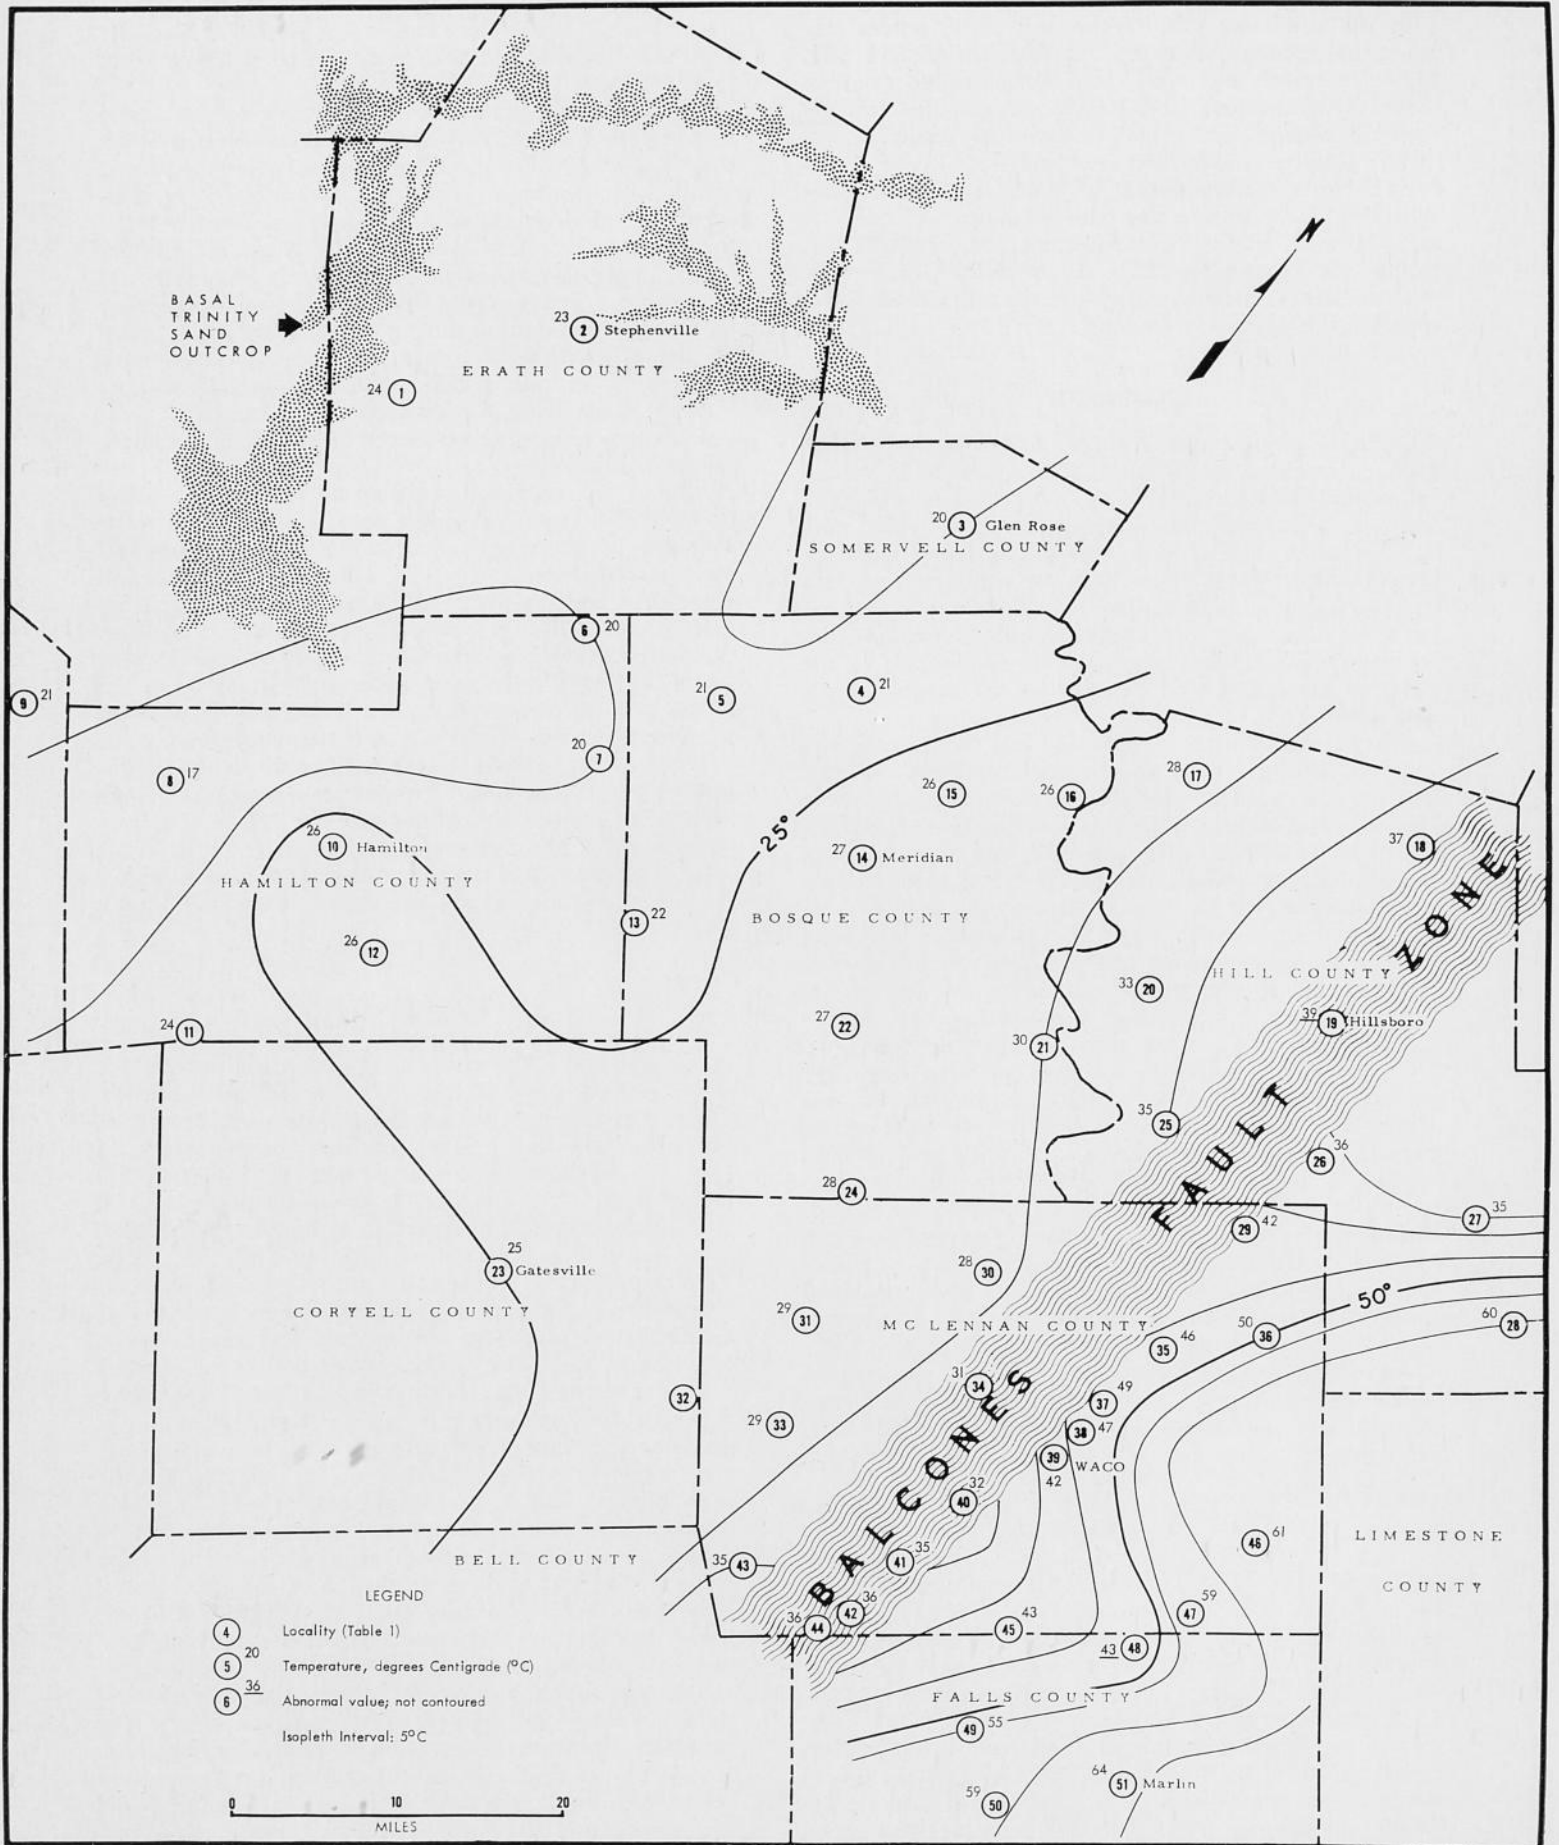 N
BASAL
TRINITY
SAND
OUTCROP
23 2 Stephenville
ERATH COUNTY
24 1
20 3 Glen Rose
SOMERVELL COUNTY
6 20
9 21
21 5
4 21
20 7
8 17
28 17
26 15
26 16
25°
26 10 Hamilton
27 14 Meridian
37 18
HAMILTON COUNTY
13 22
BOSQUE COUNTY
26 12
HILL COUNTY
33 20
24 11
27 22
30 21
39 19 Hillsboro
35 25
26 36
28 24
27 35
29 42
BALCONES FAULT ZONE
25
23 Gatesville
28 30
50°
CORYELL COUNTY
29 31
MC LENNAN COUNTY
50 36
60 28
35 46
31 34
32
29 33
37 49
38 47
39 WACO
42
32
40
46 61
LIMESTONE
COUNTY
BELL COUNTY
35 43
41 35
36 44
42 36
45 43
47 59
43 48
FALLS COUNTY
49 55
64 51 Marlin
59 50
LEGEND
4 Locality (Table 1)
5 20 Temperature, degrees Centigrade (°C)
6 36 Abnormal value; not contoured
Isopleth Interval: 5°C
0 10 20
MILES